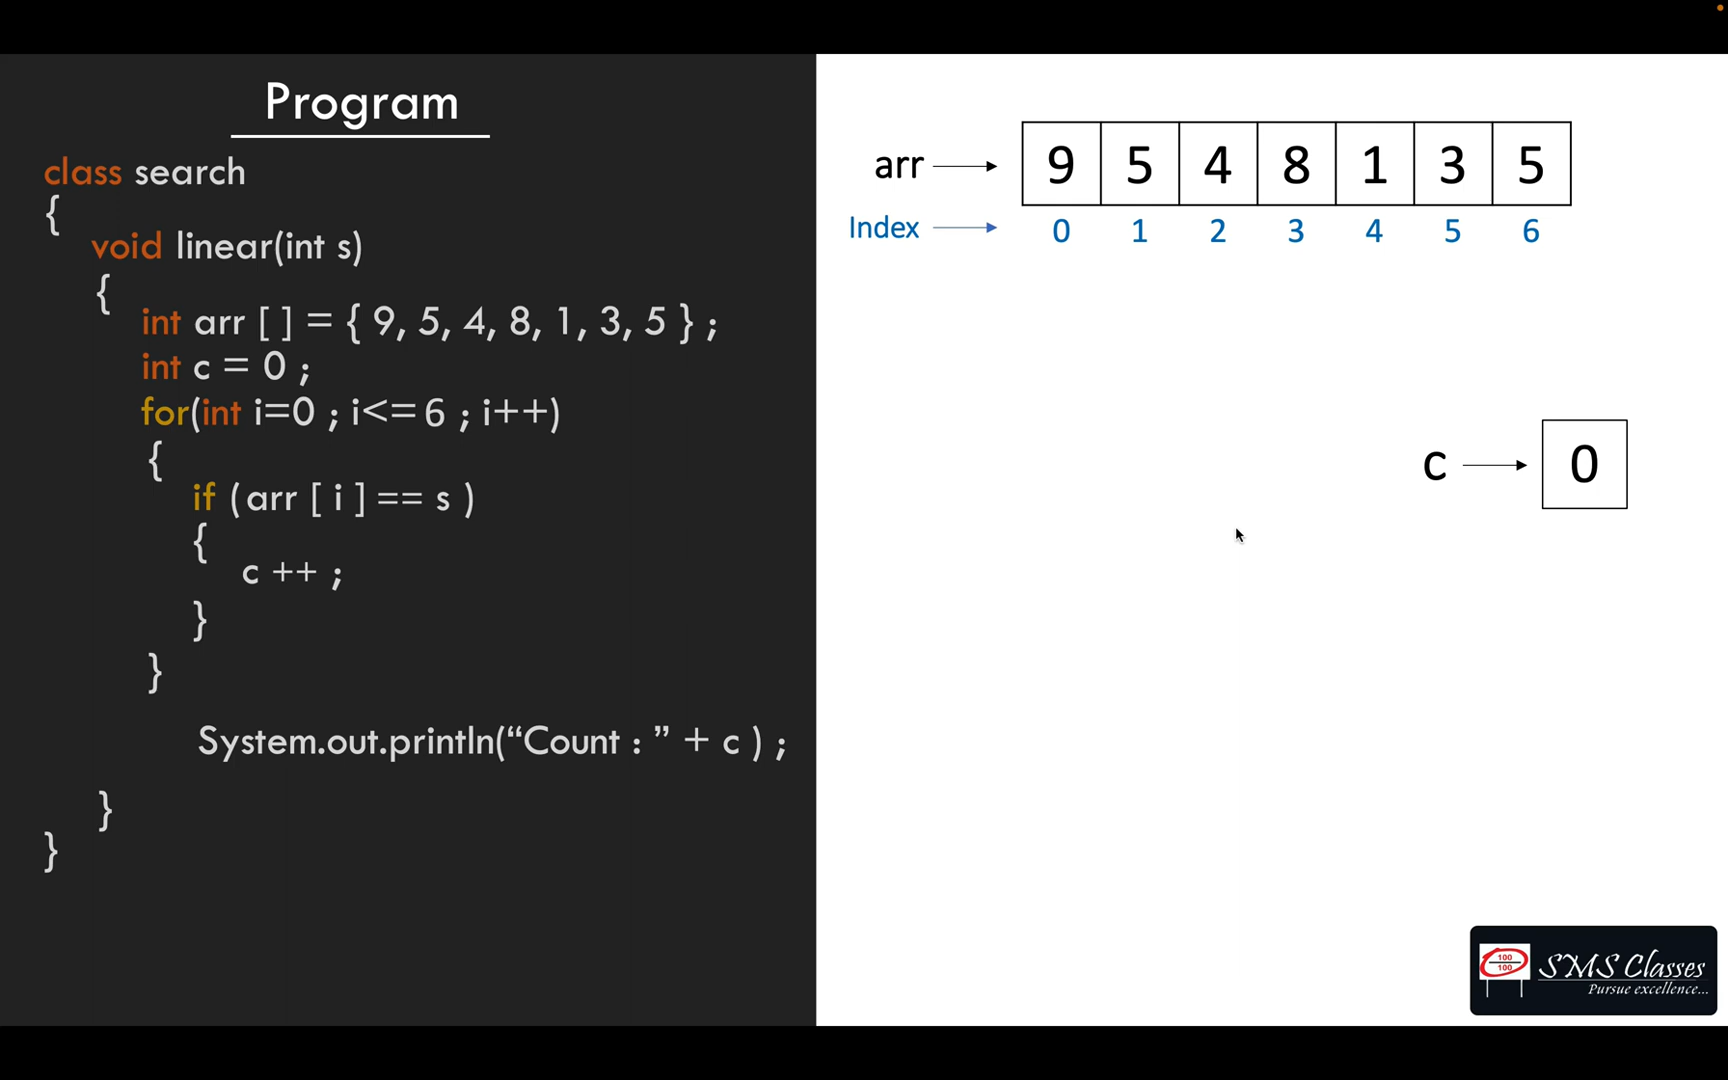 Program
class search
{
void linear(int s)
{
int arr [ ] = { 9, 5, 4, 8, 1, 3, 5 } ;
int c = 0 ;
for(int i=0 ; i<= 6 ; i++)
{
if ( arr [ i ] == s )
{
c ++ ;
}
}
System.out.println(“Count : ” + c ) ;
}
}
arr 9 5 4 8 1 3 5
Index 0 1 2 3 4 5 6
c 0
100
100
SMS Classes
Pursue excellence...